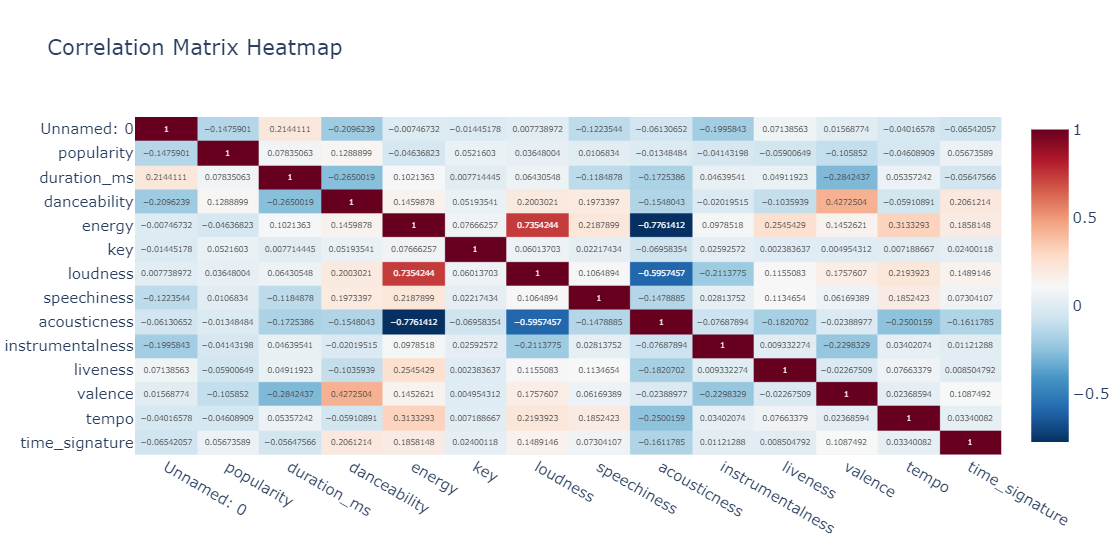 Correlation Matrix Heatmap
Unnamed: 0 1 −0.1475901 0.2144111 −0.2096239 −0.00746732 −0.01445178 0.007738972 −0.1223544 −0.06130652 −0.1995843 0.07138563 0.01568774 −0.04016578 −0.06542057
popularity −0.1475901 1 0.07835063 0.1288899 −0.04636823 0.0521603 0.03648004 0.0106834 −0.01348484 −0.04143198 −0.05900649 −0.105852 −0.04608909 0.05673589
duration_ms 0.2144111 0.07835063 1 −0.2650019 0.1021363 0.007714445 0.06430548 −0.1184878 −0.1725386 0.04639541 0.04911923 −0.2842437 0.05357242 −0.05647566
danceability −0.2096239 0.1288899 −0.2650019 1 0.1459878 0.05193541 0.2003021 0.1973397 −0.1548043 −0.02019515 −0.1035939 0.4272504 −0.05910891 0.2061214
energy −0.00746732 −0.04636823 0.1021363 0.1459878 1 0.07666257 0.7354244 0.2187899 −0.7761412 0.0978518 0.2545429 0.1452621 0.3133293 0.1858148
key −0.01445178 0.0521603 0.007714445 0.05193541 0.07666257 1 0.06013703 0.02217434 −0.06958354 0.02592572 0.002383637 0.004954312 0.007188667 0.02400118
loudness 0.007738972 0.03648004 0.06430548 0.2003021 0.7354244 0.06013703 1 0.1064894 −0.5957457 −0.2113775 0.1155083 0.1757607 0.2193923 0.1489146
speechiness −0.1223544 0.0106834 −0.1184878 0.1973397 0.2187899 0.02217434 0.1064894 1 −0.1478885 0.02813752 0.1134654 0.06169389 0.1852423 0.07304107
acousticness −0.06130652 −0.01348484 −0.1725386 −0.1548043 −0.7761412 −0.06958354 −0.5957457 −0.1478885 1 −0.07687894 −0.1820702 −0.02388977 −0.2500159 −0.1611785
instrumentalness −0.1995843 −0.04143198 0.04639541 −0.02019515 0.0978518 0.02592572 −0.2113775 0.02813752 −0.07687894 1 0.009332274 −0.2298329 0.03402074 0.01121288
liveness 0.07138563 −0.05900649 0.04911923 −0.1035939 0.2545429 0.002383637 0.1155083 0.1134654 −0.1820702 0.009332274 1 −0.02267509 0.07663379 0.008504792
valence 0.01568774 −0.105852 −0.2842437 0.4272504 0.1452621 0.004954312 0.1757607 0.06169389 −0.02388977 −0.2298329 −0.02267509 1 0.02368594 0.1087492
tempo −0.04016578 −0.04608909 0.05357242 −0.05910891 0.3133293 0.007188667 0.2193923 0.1852423 −0.2500159 0.03402074 0.07663379 0.02368594 1 0.03340082
time_signature −0.06542057 0.05673589 −0.05647566 0.2061214 0.1858148 0.02400118 0.1489146 0.07304107 −0.1611785 0.01121288 0.008504792 0.1087492 0.03340082 1
Unnamed: 0 popularity duration_ms danceability energy key loudness speechiness acousticness instrumentalness liveness valence tempo time_signature
1
0.5
0
−0.5